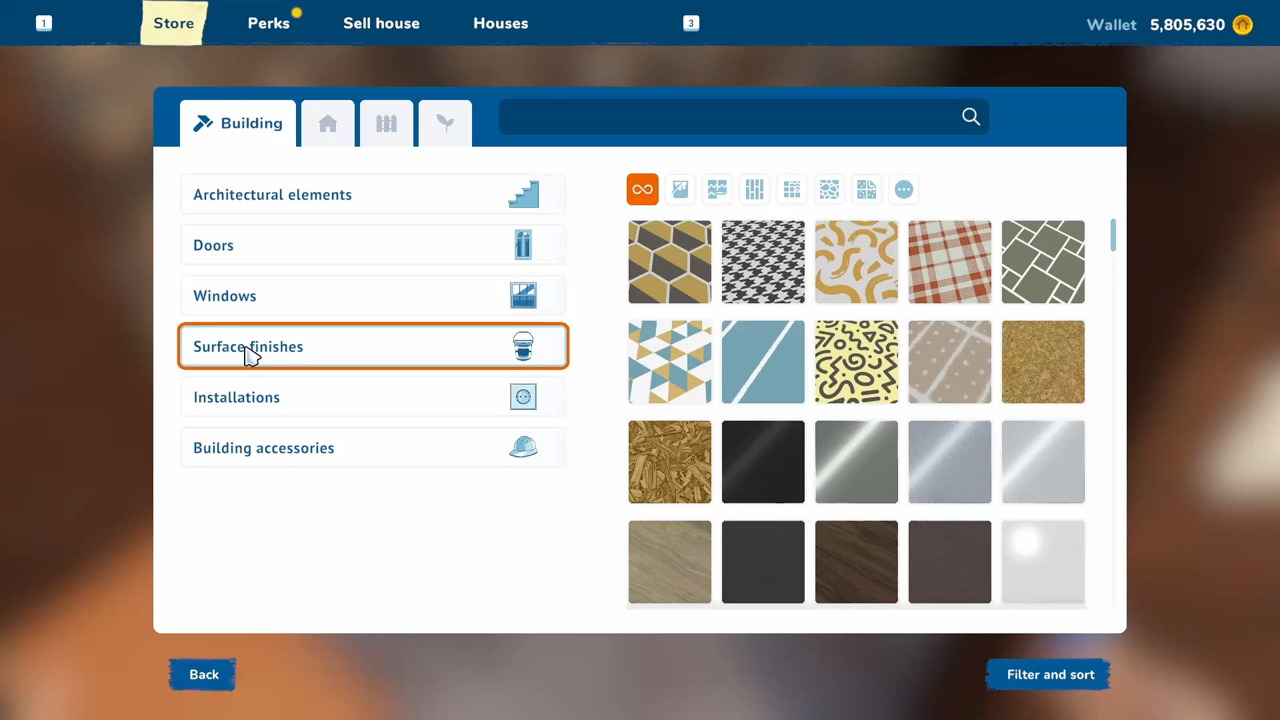 1 Store Perks Sell house Houses 3 Wallet 5,805,630
Building
Architectural elements
Doors
Windows
Surface finishes
Installations
Building accessories
Back Filter and sort